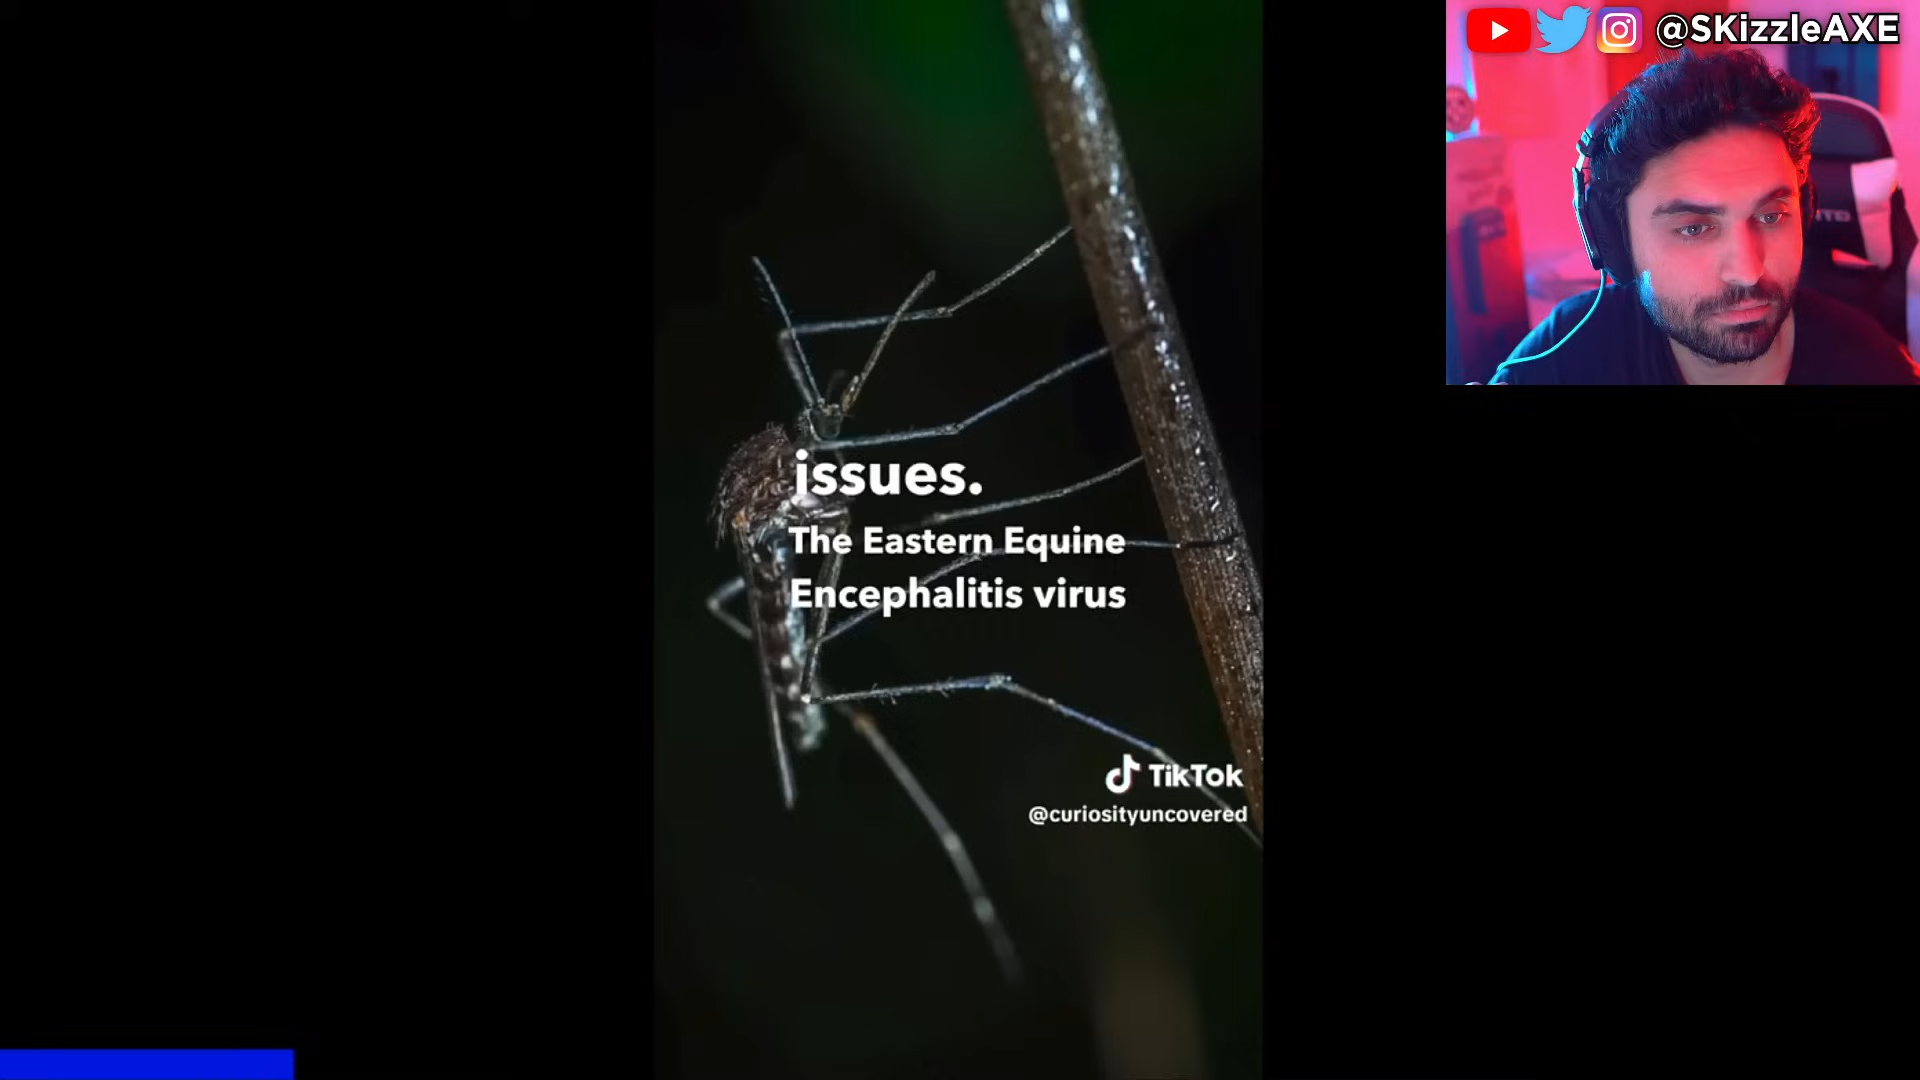 @SKizzleAXE
issues.
The Eastern Equine
Encephalitis virus
TikTok
@curiosityuncovered